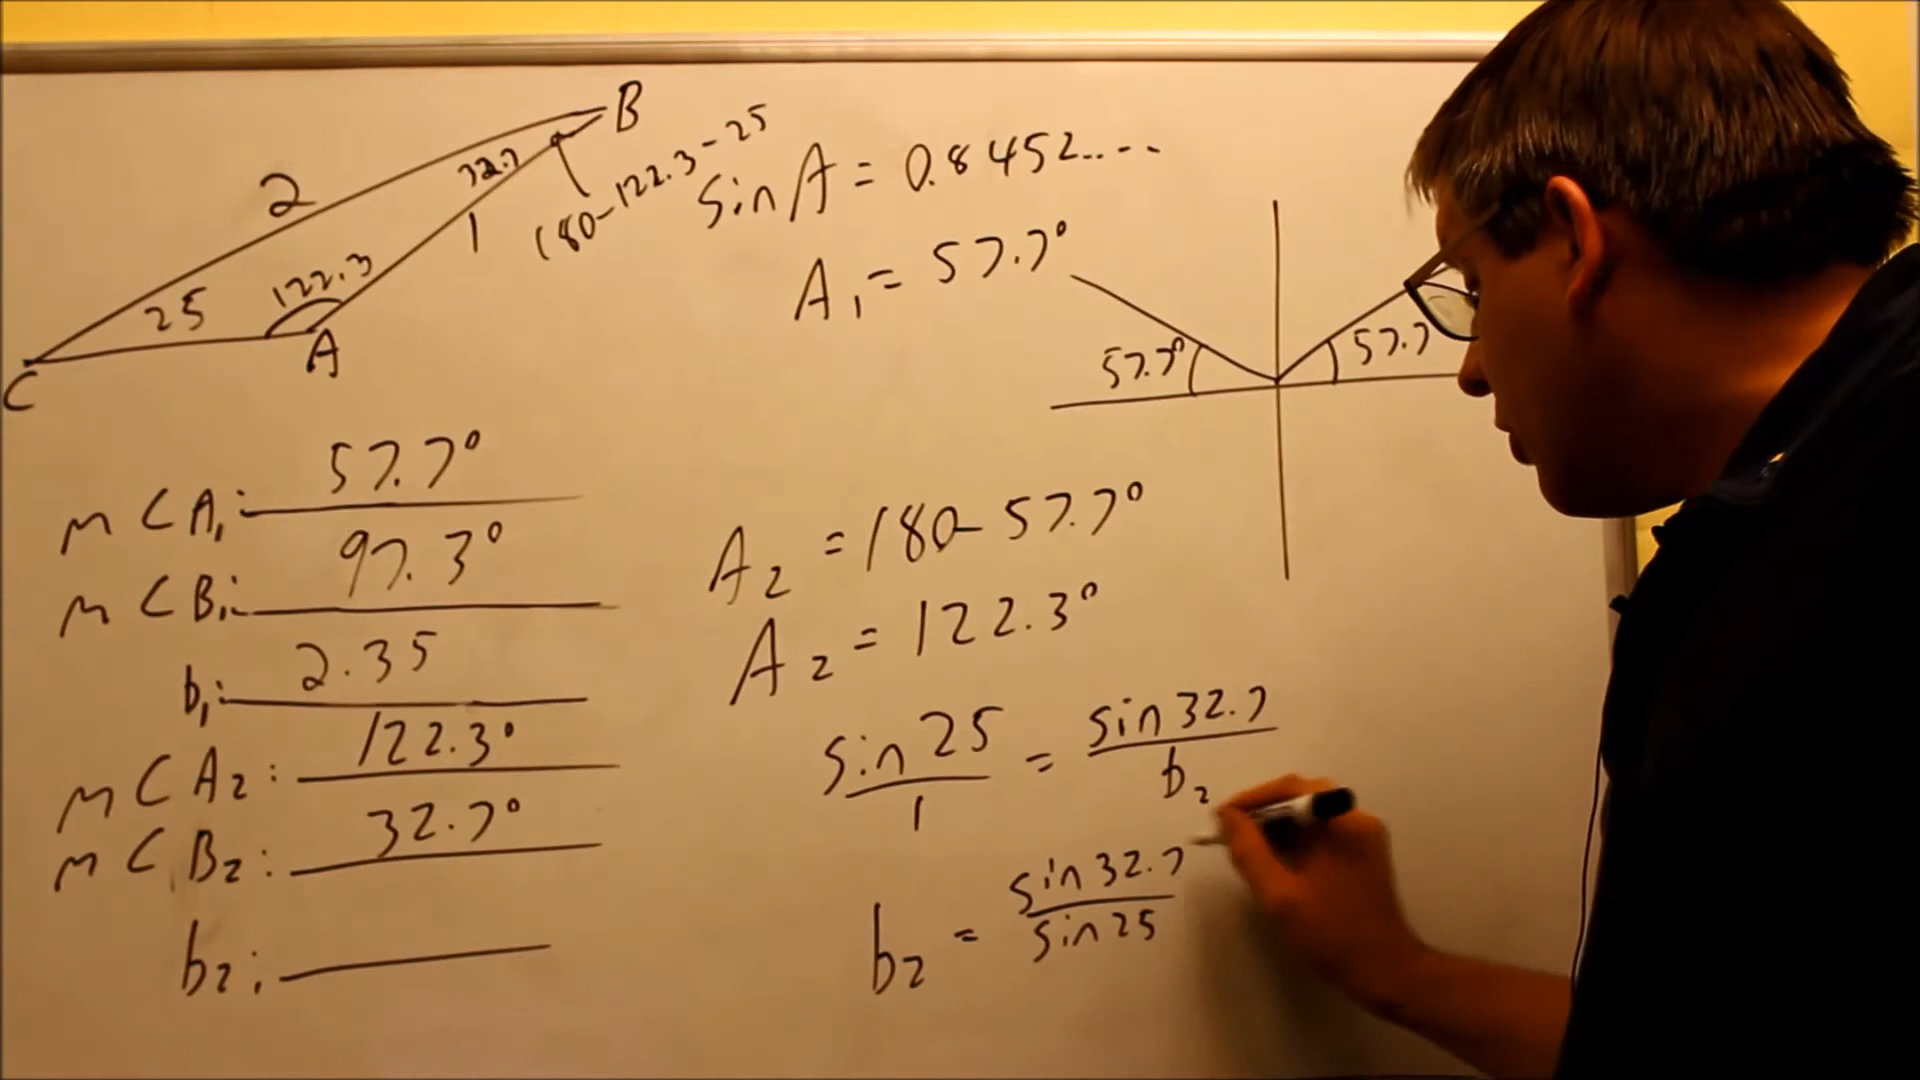 B
2
32.7
1
180-122.3-25
122.3
25
A
C
sin A = 0.8452....
A₁ = 57.7°
57.7°
57.7
m∠A₁: 57.7°
m∠B₁: 97.3°
b₁: 2.35
m∠A₂: 122.3°
m∠B₂: 32.7°
b₂:
A₂ = 180-57.7°
A₂ = 122.3°
sin 25 / 1 = sin 32.7 / b₂
b₂ = sin 32.7 / sin 25